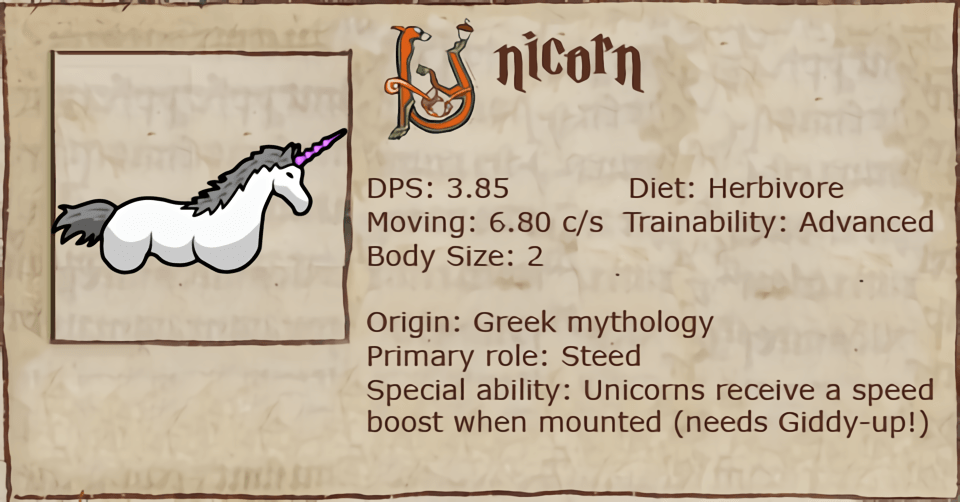 Unicorn
DPS: 3.85 Diet: Herbivore
Moving: 6.80 c/s Trainability: Advanced
Body Size: 2
Origin: Greek mythology
Primary role: Steed
Special ability: Unicorns receive a speed
boost when mounted (needs Giddy-up!)